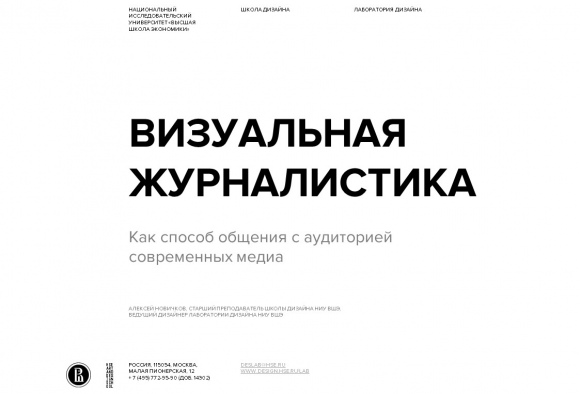 НАЦИОНАЛЬНЫЙ
ИССЛЕДОВАТЕЛЬСКИЙ
УНИВЕРСИТЕТ «ВЫСШАЯ
ШКОЛА ЭКОНОМИКИ»
ШКОЛА ДИЗАЙНА
ЛАБОРАТОРИЯ ДИЗАЙНА
ВИЗУАЛЬНАЯ
ЖУРНАЛИСТИКА
Как способ общения с аудиторией
современных медиа
АЛЕКСЕЙ НОВИЧКОВ, СТАРШИЙ ПРЕПОДАВАТЕЛЬ ШКОЛЫ ДИЗАЙНА НИУ ВШЭ,
ВЕДУЩИЙ ДИЗАЙНЕР ЛАБОРАТОРИИ ДИЗАЙНА НИУ ВШЭ
РОССИЯ, 115054, МОСКВА,
МАЛАЯ ПИОНЕРСКАЯ, 12
+ 7 (495) 772-95-90 (ДОБ. 14302)
DESLAB@HSE.RU
WWW.DESIGN.HSE.RU/LAB